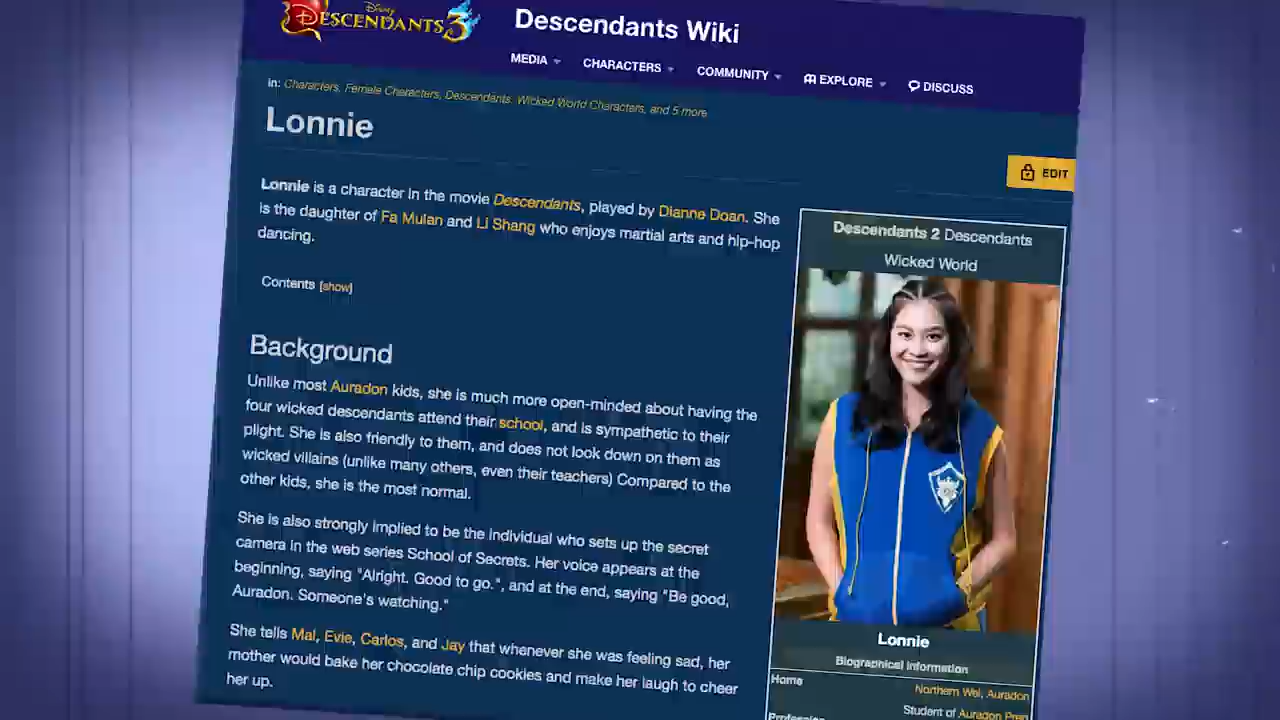 Disney
DESCENDANTS 3
Descendants Wiki
MEDIA
CHARACTERS
COMMUNITY
EXPLORE
DISCUSS
in: Characters, Female Characters, Descendants: Wicked World Characters, and 5 more
Lonnie
EDIT
Lonnie is a character in the movie Descendants, played by Dianne Doan. She
is the daughter of Fa Mulan and Li Shang who enjoys martial arts and hip-hop
dancing.
Contents [show]
Background
Unlike most Auradon kids, she is much more open-minded about having the
four wicked descendants attend their school, and is sympathetic to their
plight. She is also friendly to them, and does not look down on them as
wicked villains (unlike many others, even their teachers) Compared to the
other kids, she is the most normal.
She is also strongly implied to be the individual who sets up the secret
camera in the web series School of Secrets. Her voice appears at the
beginning, saying "Alright. Good to go.", and at the end, saying "Be good,
Auradon. Someone's watching."
She tells Mal, Evie, Carlos, and Jay that whenever she was feeling sad, her
mother would bake her chocolate chip cookies and make her laugh to cheer
her up.
Descendants 2 Descendants
Wicked World
Lonnie
Biographical Information
Home
Northern Wei, Auradon
Student of Auradon Prep